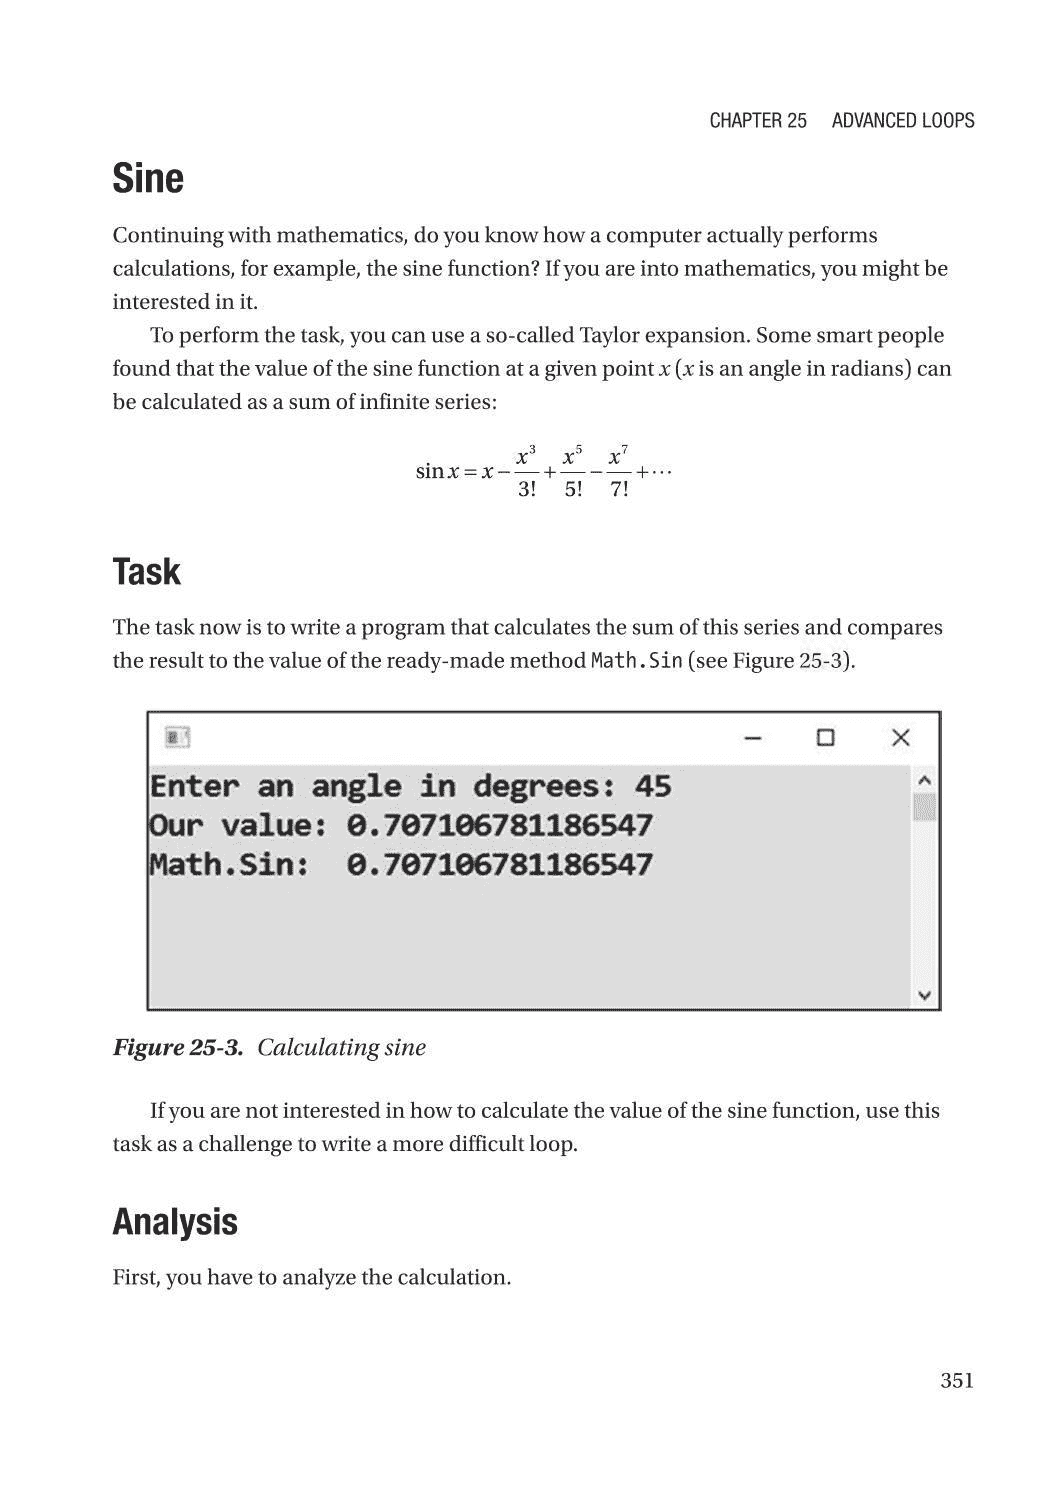 CHAPTER 25 ADVANCED LOOPS
Sine
Continuing with mathematics, do you know how a computer actually performs
calculations, for example, the sine function? If you are into mathematics, you might be
interested in it.
To perform the task, you can use a so-called Taylor expansion. Some smart people
found that the value of the sine function at a given point x (x is an angle in radians) can
be calculated as a sum of infinite series:
sin x = x − x³/3! + x⁵/5! − x⁷/7! + ⋯
Task
The task now is to write a program that calculates the sum of this series and compares
the result to the value of the ready-made method Math.Sin (see Figure 25-3).
Enter an angle in degrees: 45
Our value: 0.707106781186547
Math.Sin: 0.707106781186547
Figure 25-3. Calculating sine
If you are not interested in how to calculate the value of the sine function, use this
task as a challenge to write a more difficult loop.
Analysis
First, you have to analyze the calculation.
351